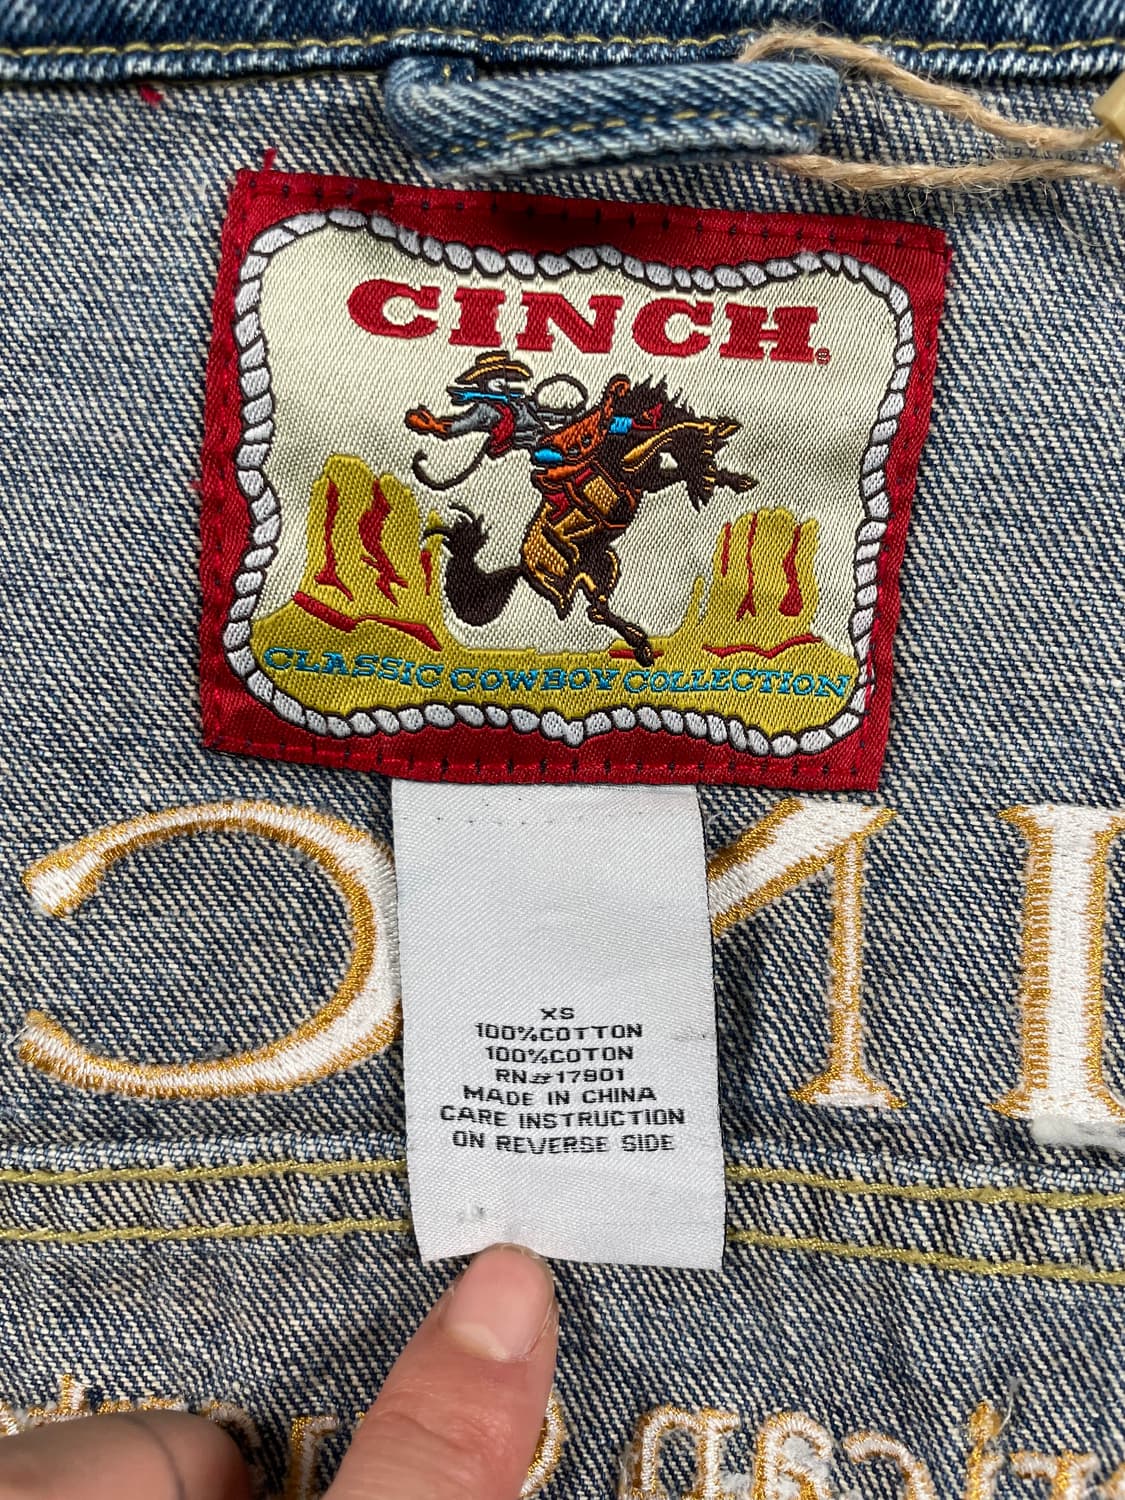 CINCH®
CLASSIC COWBOY COLLECTION
XS
100%COTTON
100%COTON
RN#17901
MADE IN CHINA
CARE INSTRUCTION
ON REVERSE SIDE